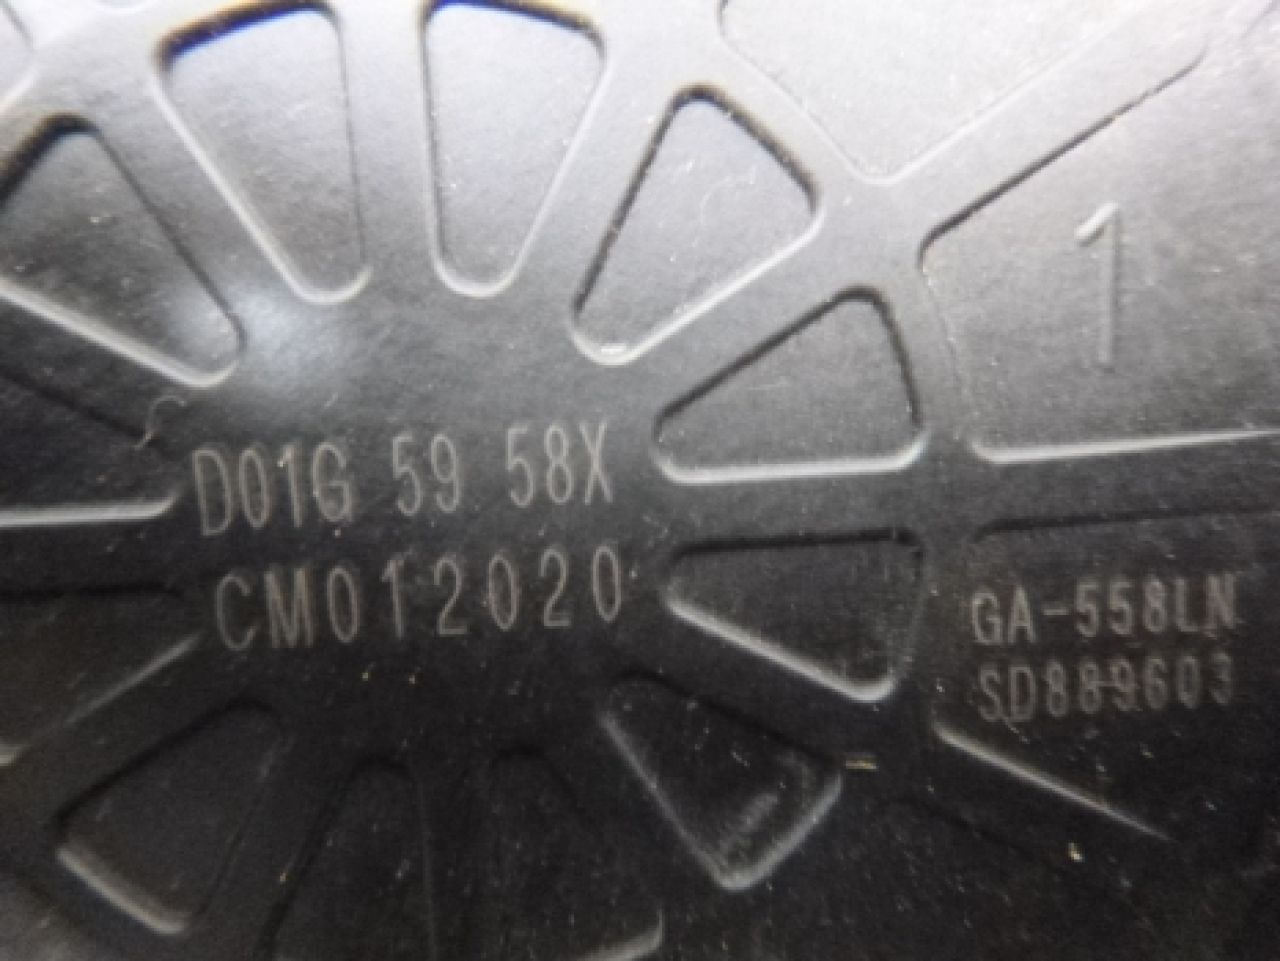 1
D01G 59 58X
CM012020
GA-558LN
SD889603